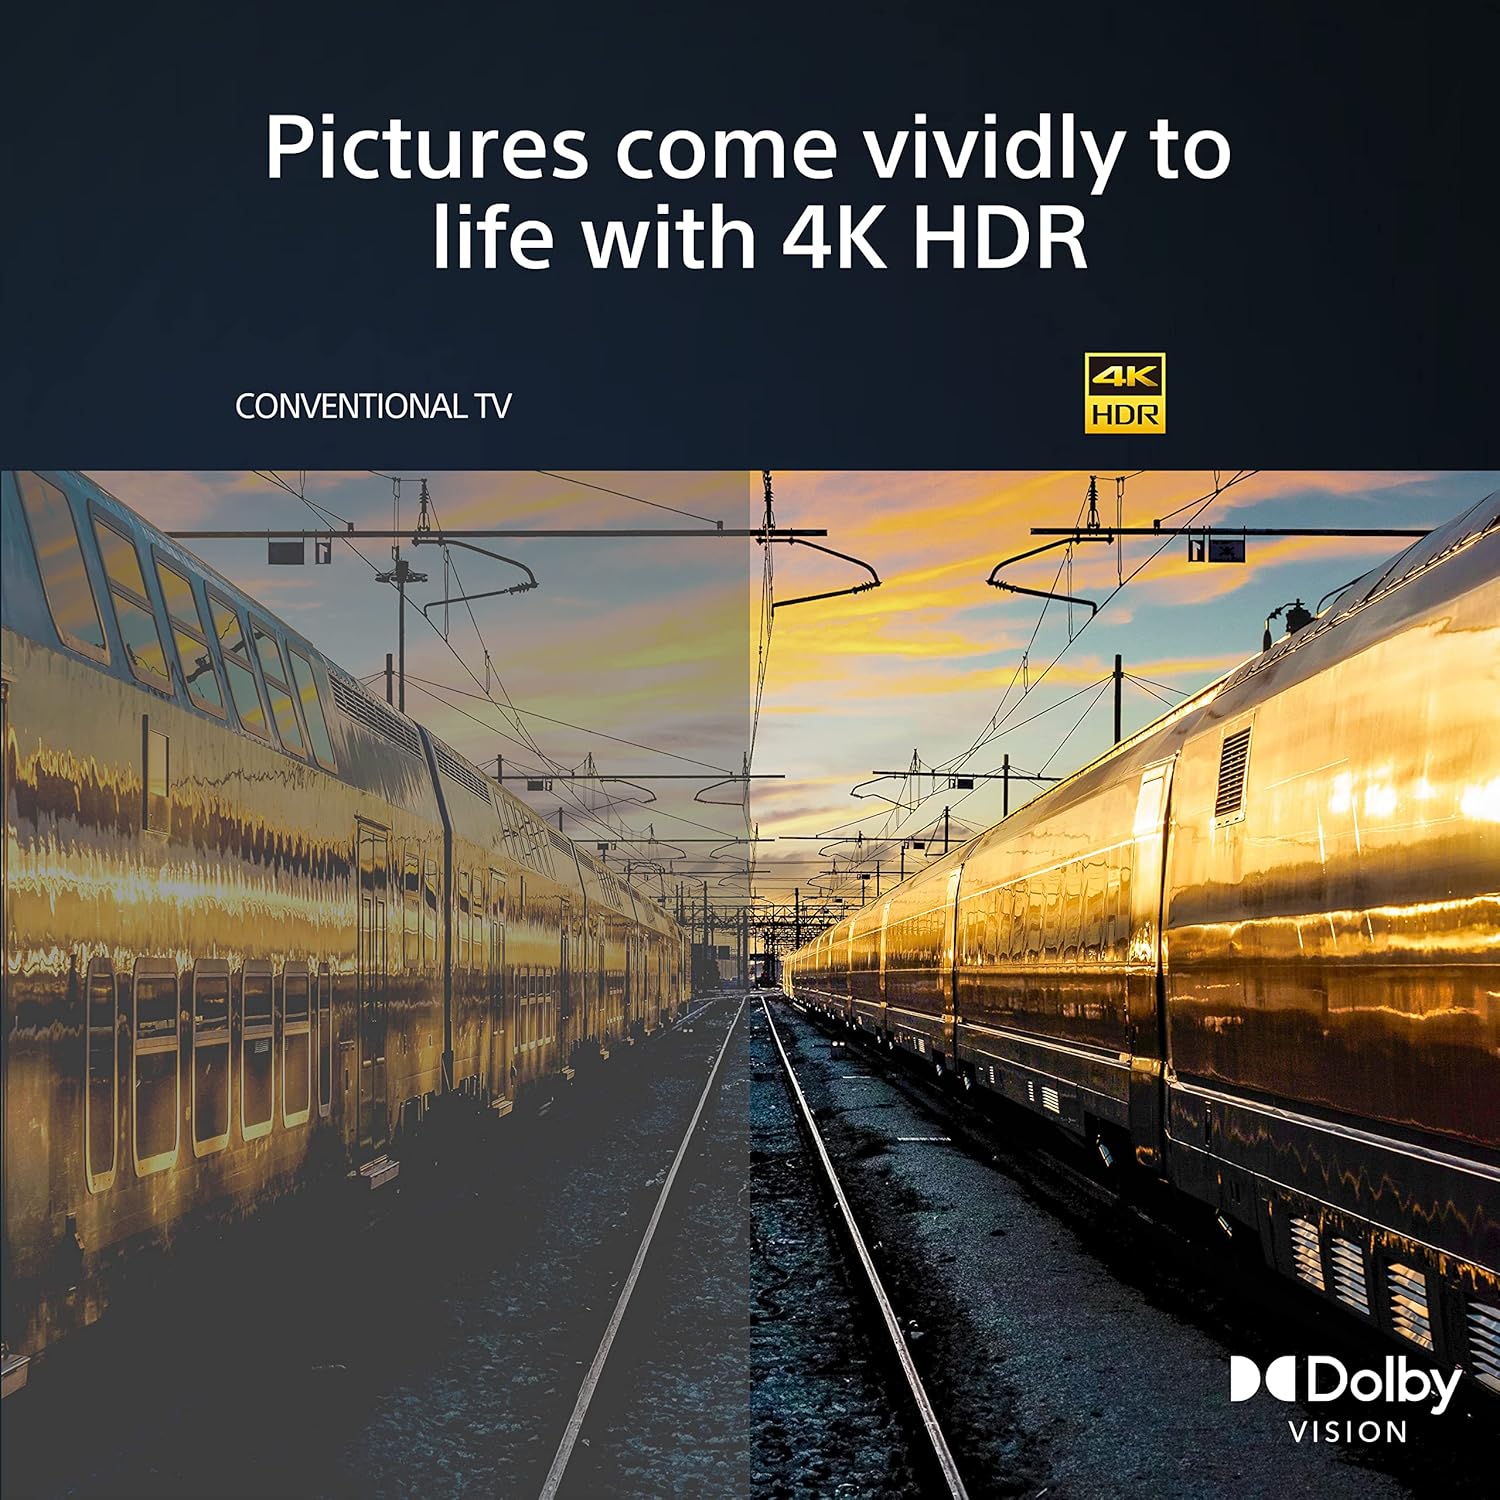 Pictures come vividly to
life with 4K HDR
CONVENTIONAL TV
4K
HDR
Dolby
VISION